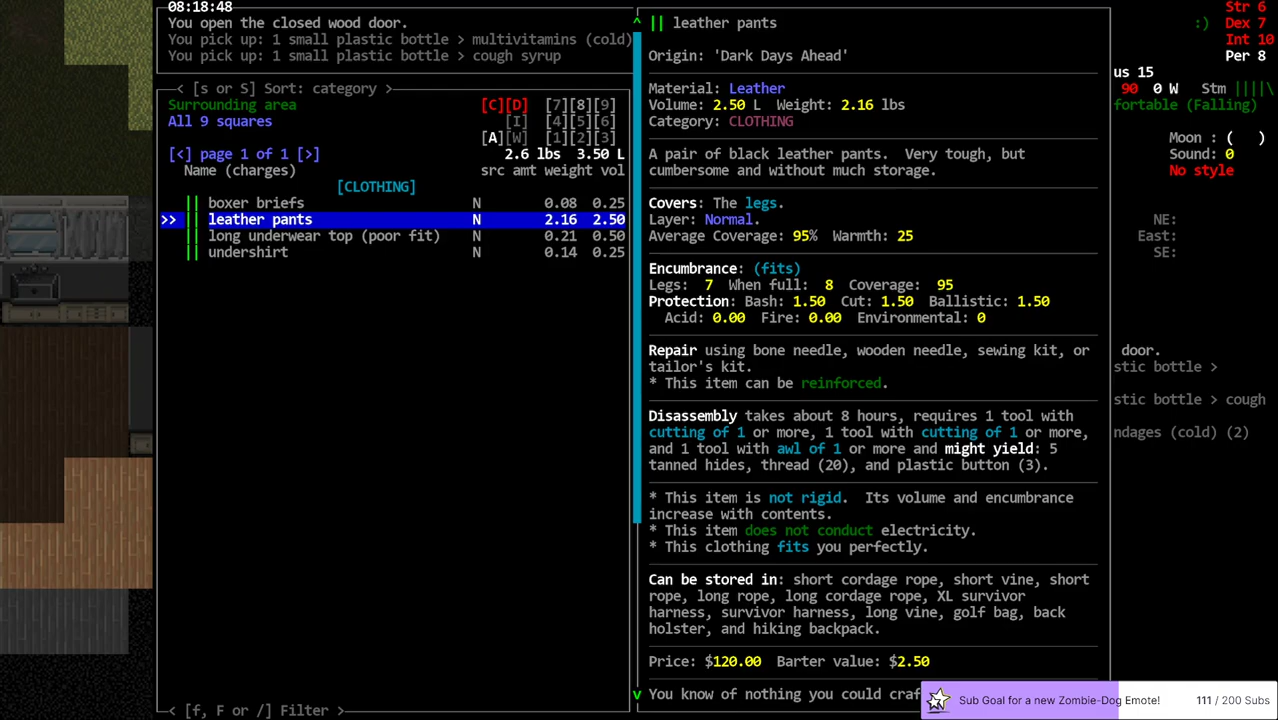 08:18:48
You open the closed wood door.
You pick up: 1 small plastic bottle > multivitamins (cold)
You pick up: 1 small plastic bottle > cough syrup
< [s or S] Sort: category >
Surrounding area [C][D] [7][8][9]
All 9 squares [I] [4][5][6]
[A][W] [1][2][3]
[<] page 1 of 1 [>] 2.6 lbs 3.50 L
Name (charges) src amt weight vol
[CLOTHING]
|| boxer briefs N 0.08 0.25
>> || leather pants N 2.16 2.50
|| long underwear top (poor fit) N 0.21 0.50
|| undershirt N 0.14 0.25
< [f, F or /] Filter >
^ || leather pants
Origin: 'Dark Days Ahead'
Material: Leather
Volume: 2.50 L Weight: 2.16 lbs
Category: CLOTHING
A pair of black leather pants. Very tough, but
cumbersome and without much storage.
Covers: The legs.
Layer: Normal.
Average Coverage: 95% Warmth: 25
Encumbrance: (fits)
Legs: 7 When full: 8 Coverage: 95
Protection: Bash: 1.50 Cut: 1.50 Ballistic: 1.50
Acid: 0.00 Fire: 0.00 Environmental: 0
Repair using bone needle, wooden needle, sewing kit, or
tailor's kit.
* This item can be reinforced.
Disassembly takes about 8 hours, requires 1 tool with
cutting of 1 or more, 1 tool with cutting of 1 or more,
and 1 tool with awl of 1 or more and might yield: 5
tanned hides, thread (20), and plastic button (3).
* This item is not rigid. Its volume and encumbrance
increase with contents.
* This item does not conduct electricity.
* This clothing fits you perfectly.
Can be stored in: short cordage rope, short vine, short
rope, long rope, long cordage rope, XL survivor
harness, survivor harness, long vine, golf bag, back
holster, and hiking backpack.
Price: $120.00 Barter value: $2.50
v You know of nothing you could craf
Str 6
:) Dex 7
Int 10
Per 8
us 15
90 0 W Stm ||||\
fortable (Falling)
Moon : ( )
Sound: 0
No style
NE:
East:
SE:
door.
stic bottle >
stic bottle > cough
ndages (cold) (2)
Sub Goal for a new Zombie-Dog Emote! 111 / 200 Subs